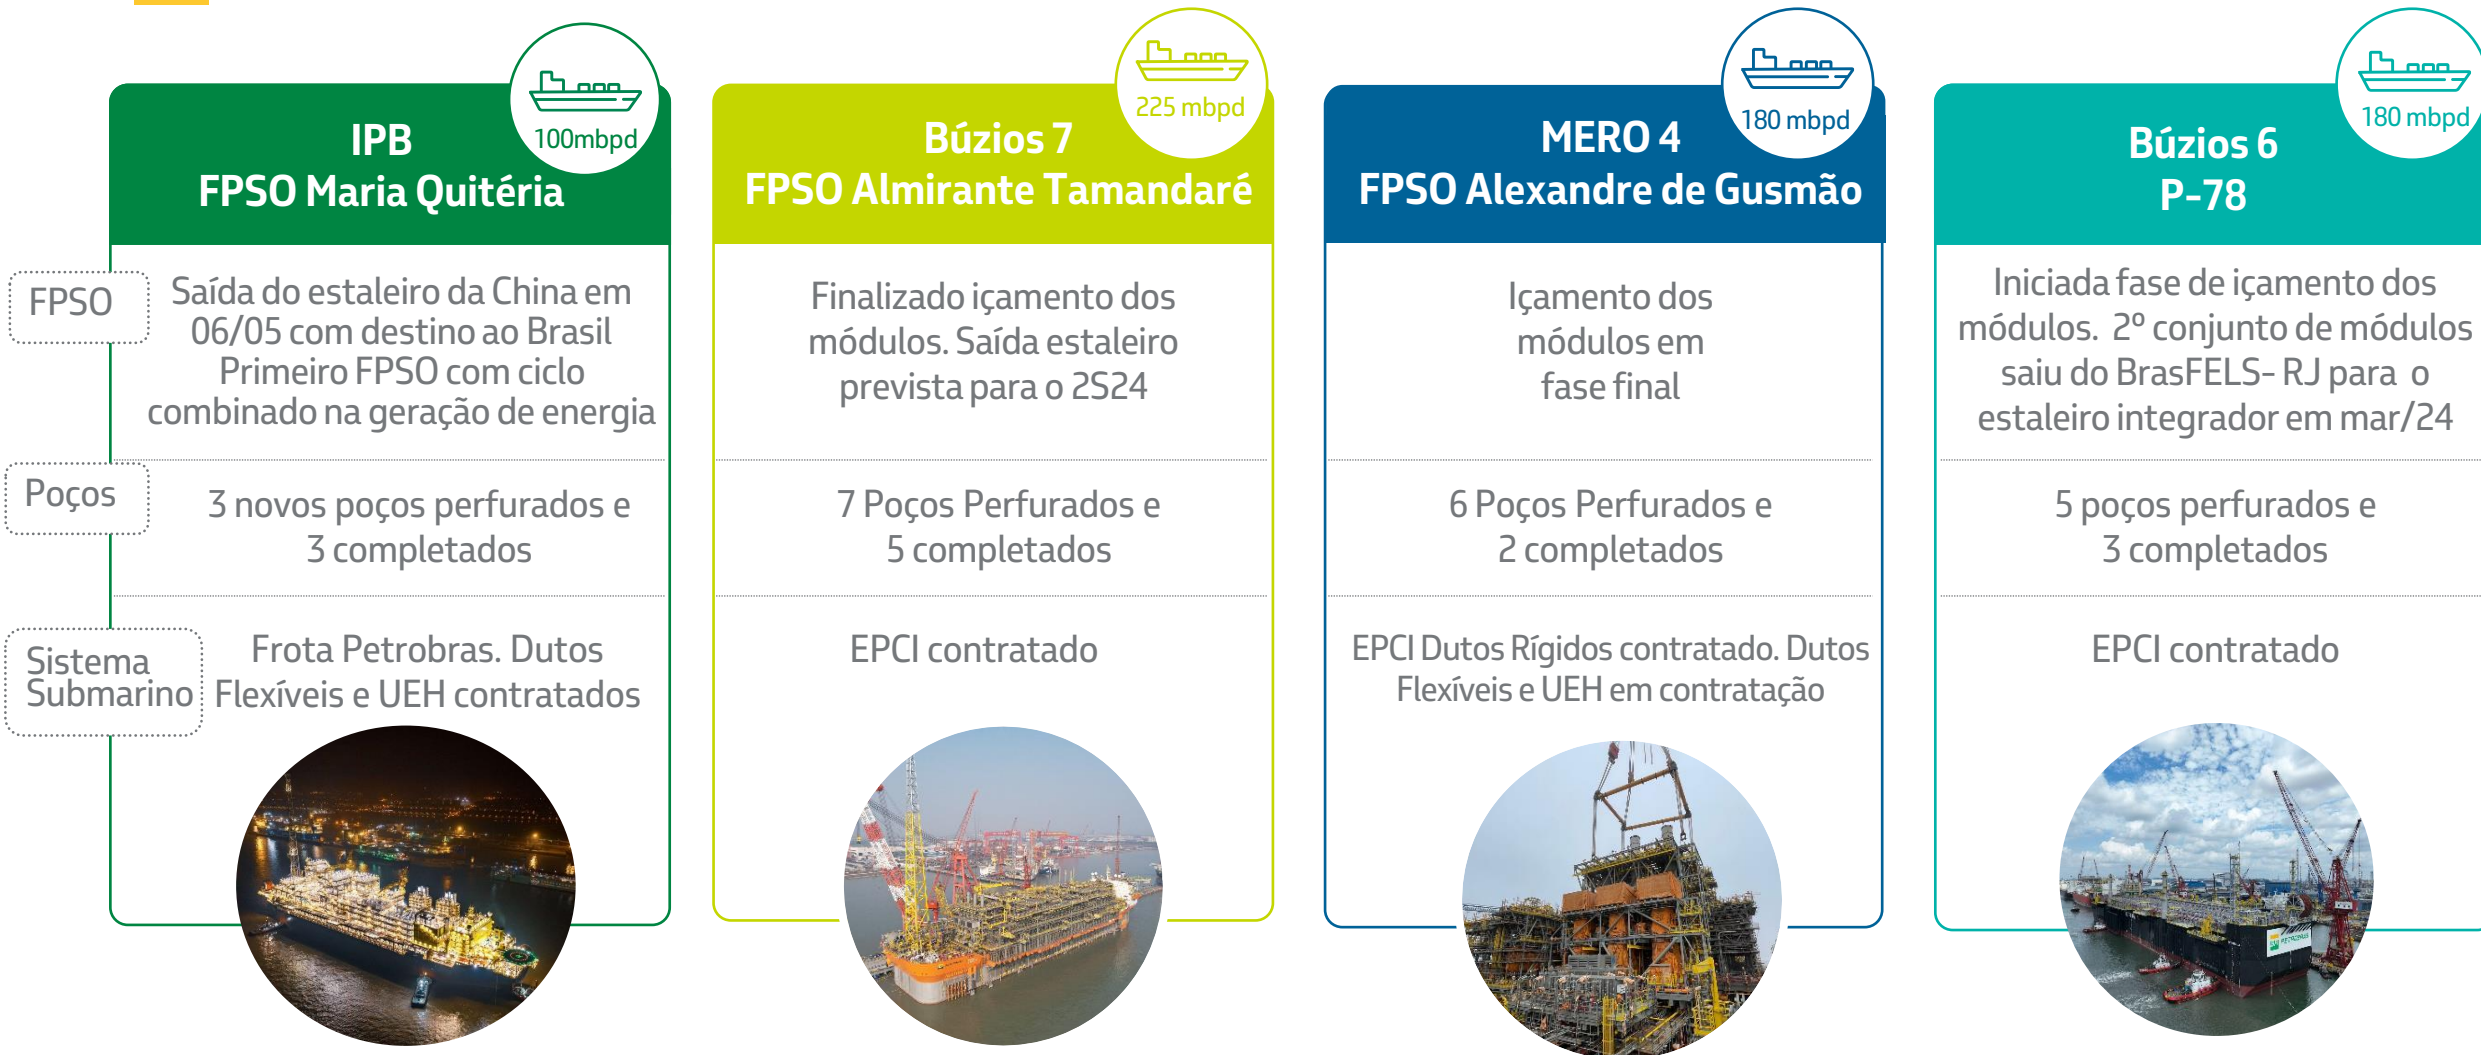 IPB
FPSO Maria Quitéria
100mbpd
FPSO
Saída do estaleiro da China em
06/05 com destino ao Brasil
Primeiro FPSO com ciclo
combinado na geração de energia
Poços
3 novos poços perfurados e
3 completados
Sistema
Submarino
Frota Petrobras. Dutos
Flexíveis e UEH contratados
Búzios 7
FPSO Almirante Tamandaré
225 mbpd
Finalizado içamento dos
módulos. Saída estaleiro
prevista para o 2S24
7 Poços Perfurados e
5 completados
EPCI contratado
MERO 4
FPSO Alexandre de Gusmão
180 mbpd
Içamento dos
módulos em
fase final
6 Poços Perfurados e
2 completados
EPCI Dutos Rígidos contratado. Dutos
Flexíveis e UEH em contratação
Búzios 6
P-78
180 mbpd
Iniciada fase de içamento dos
módulos. 2º conjunto de módulos
saiu do BrasFELS- RJ para o
estaleiro integrador em mar/24
5 poços perfurados e
3 completados
EPCI contratado
PETROBRAS